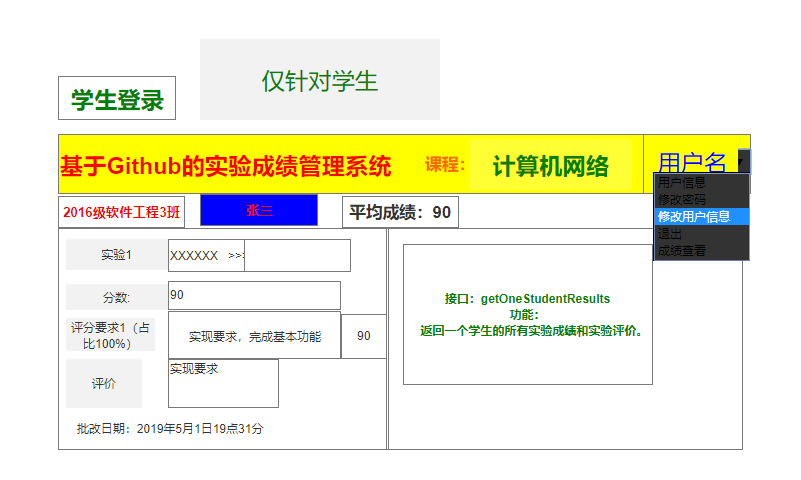 仅针对学生
学生登录
基于Github的实验成绩管理系统
课程：
计算机网络
用户名
用户信息
修改密码
修改用户信息
退出
成绩查看
2016级软件工程3班
张三
平均成绩：90
实验1
XXXXXX >>>
分数:
90
评分要求1（占
比100%）
实现要求，完成基本功能
90
评价
实现要求
批改日期：2019年5月1日19点31分
接口：getOneStudentResults
功能：
返回一个学生的所有实验成绩和实验评价。